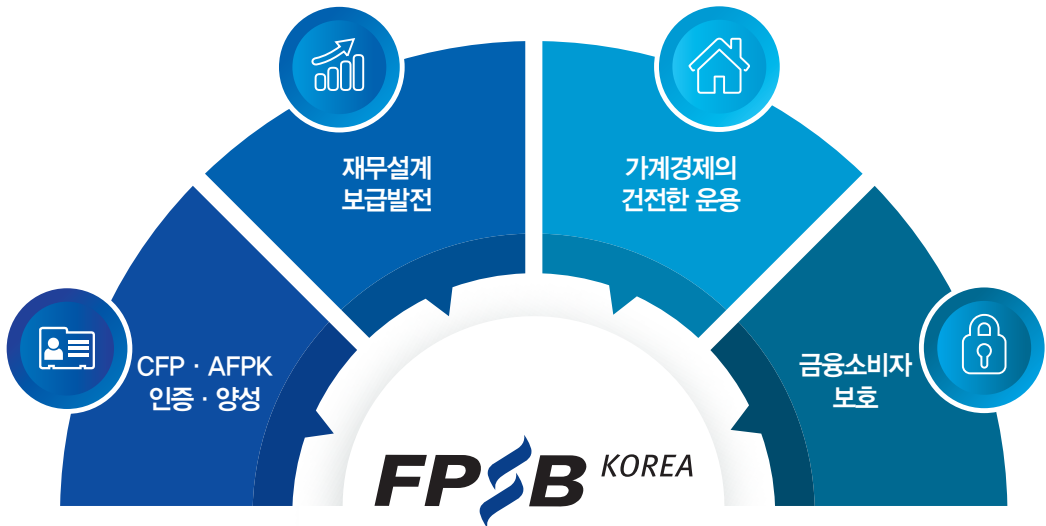 재무설계
보급발전
가계경제의
건전한 운용
CFP · AFPK
인증 · 양성
금융소비자
보호
FPSB KOREA